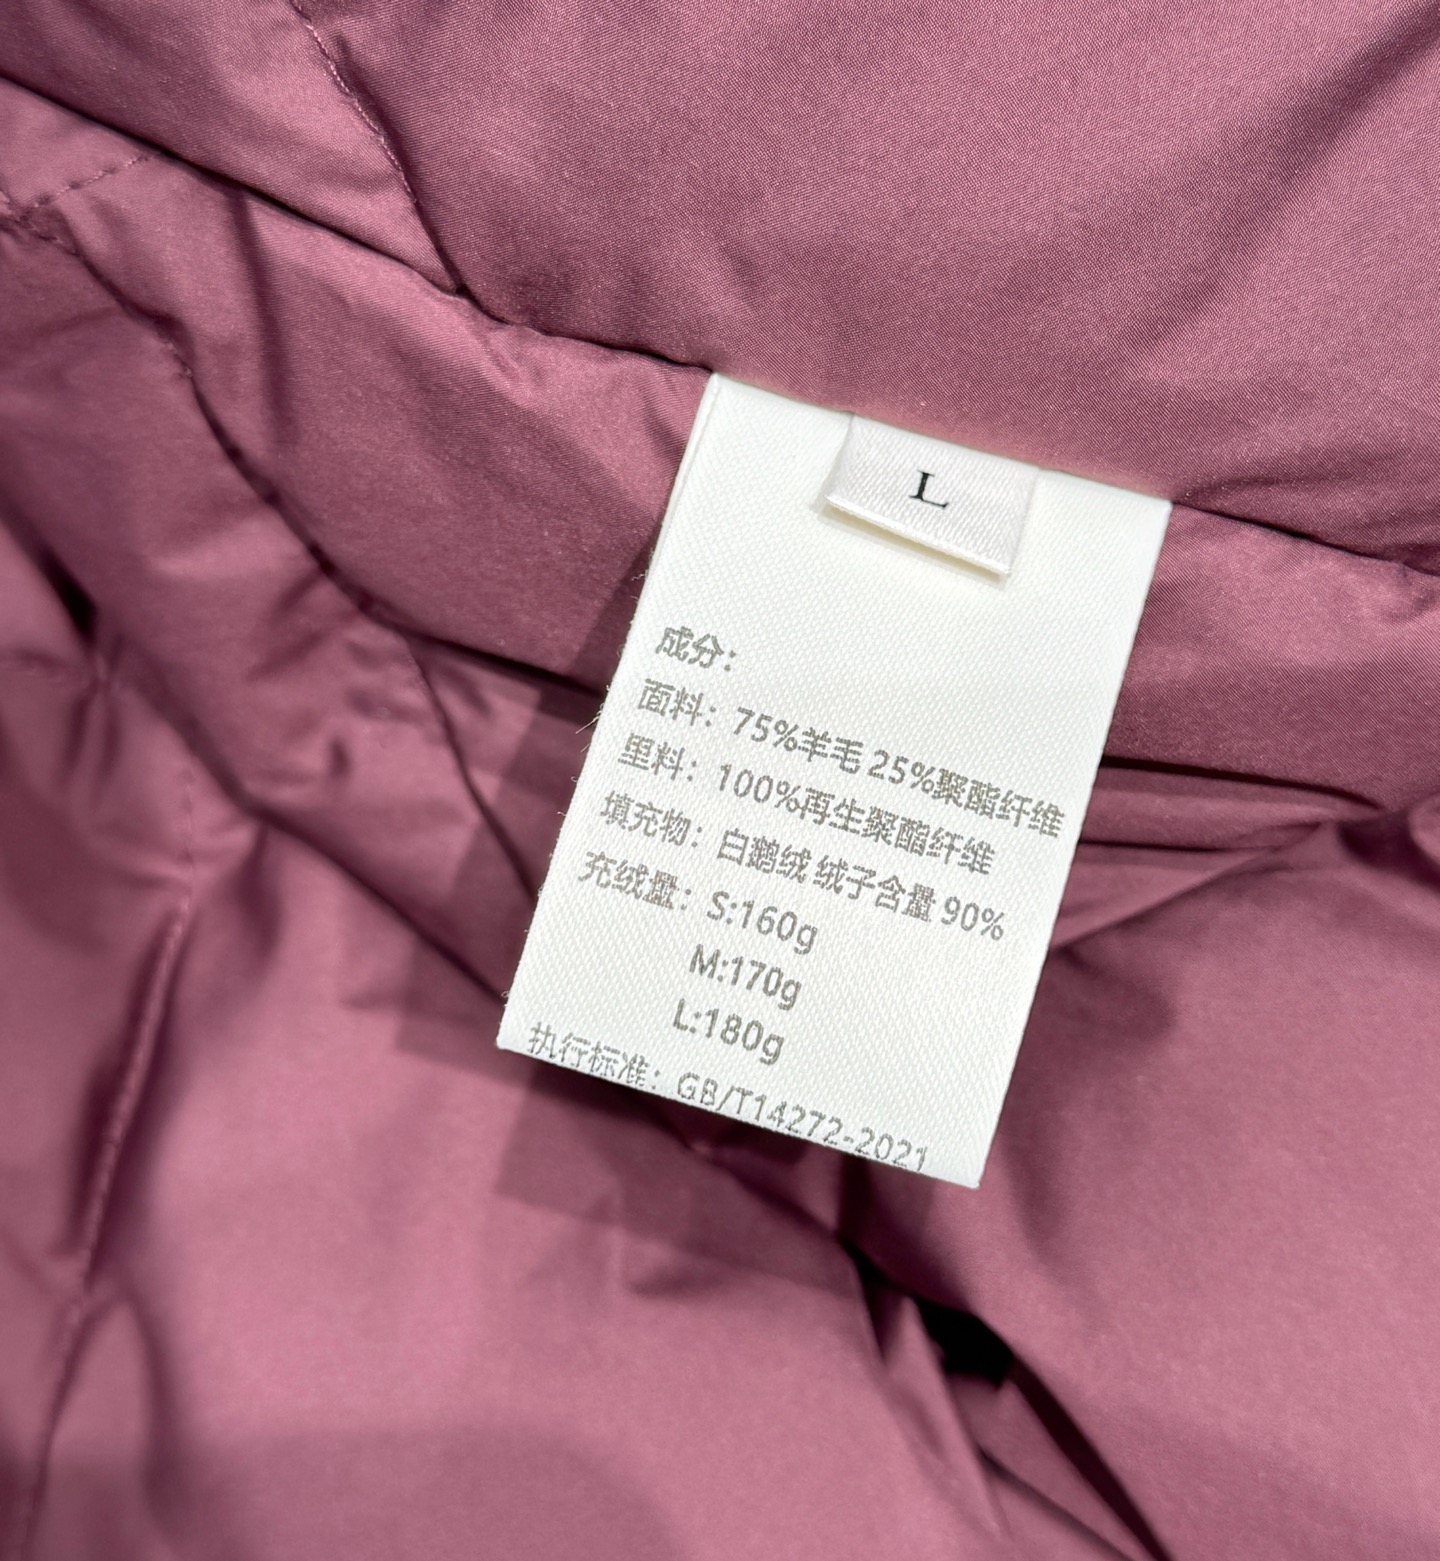 L
成分：
面料：75%羊毛 25%聚酯纤维
里料：100%再生聚酯纤维
填充物：白鹅绒 绒子含量 90%
充绒量：S:160g
M:170g
L:180g
执行标准：GB/T14272-2021